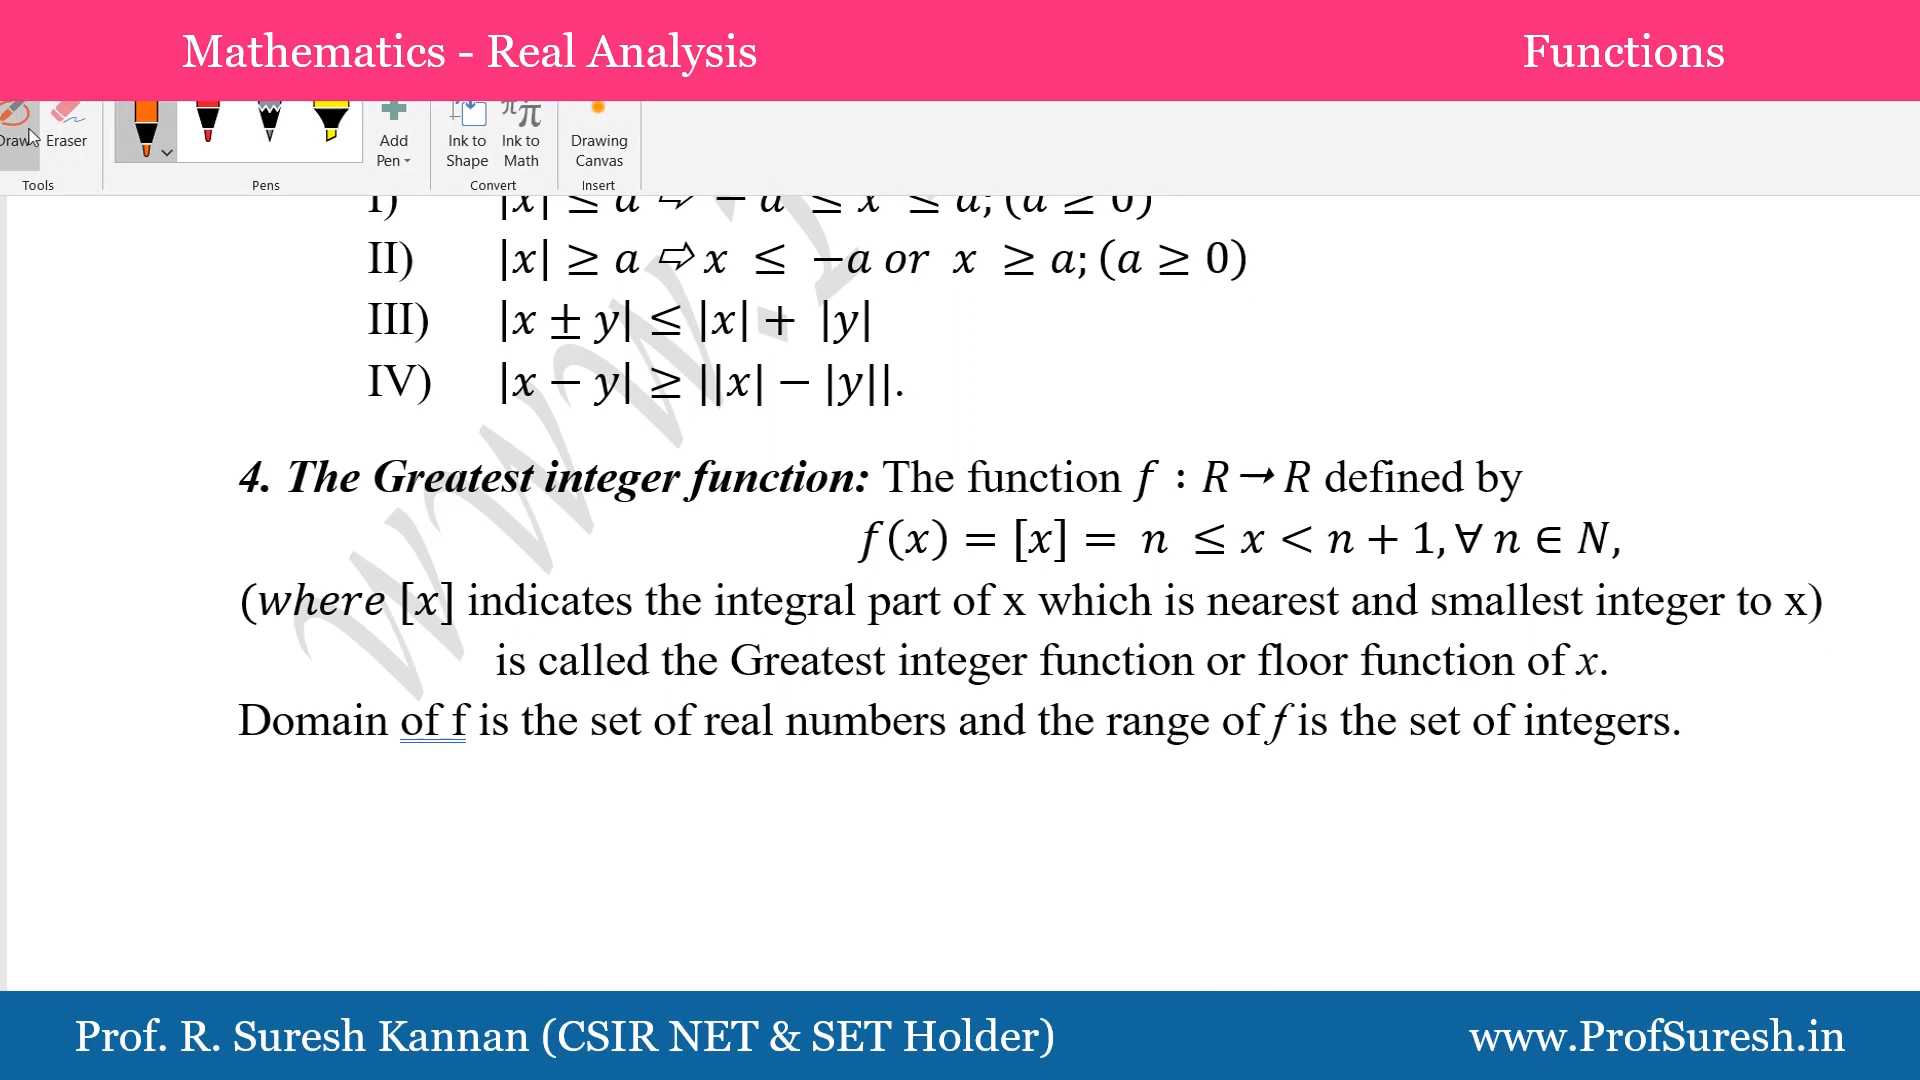 Mathematics - Real Analysis
Functions
Draw
Eraser
Add
Pen
Ink to
Shape
Ink to
Math
Drawing
Canvas
Tools
Pens
Convert
Insert
I) |x| ≤ a ⇨ − a ≤ x ≤ a; (a ≥ 0)
II) |x| ≥ a ⇨ x ≤ −a or x ≥ a; (a ≥ 0)
III) |x ± y| ≤ |x| + |y|
IV) |x − y| ≥ ||x| − |y||.
4. The Greatest integer function: The function f : R → R defined by
f(x) = [x] = n ≤ x < n + 1, ∀ n ∈ N,
(where [x] indicates the integral part of x which is nearest and smallest integer to x)
is called the Greatest integer function or floor function of x.
Domain of f is the set of real numbers and the range of f is the set of integers.
www.
Prof. R. Suresh Kannan (CSIR NET & SET Holder)
www.ProfSuresh.in